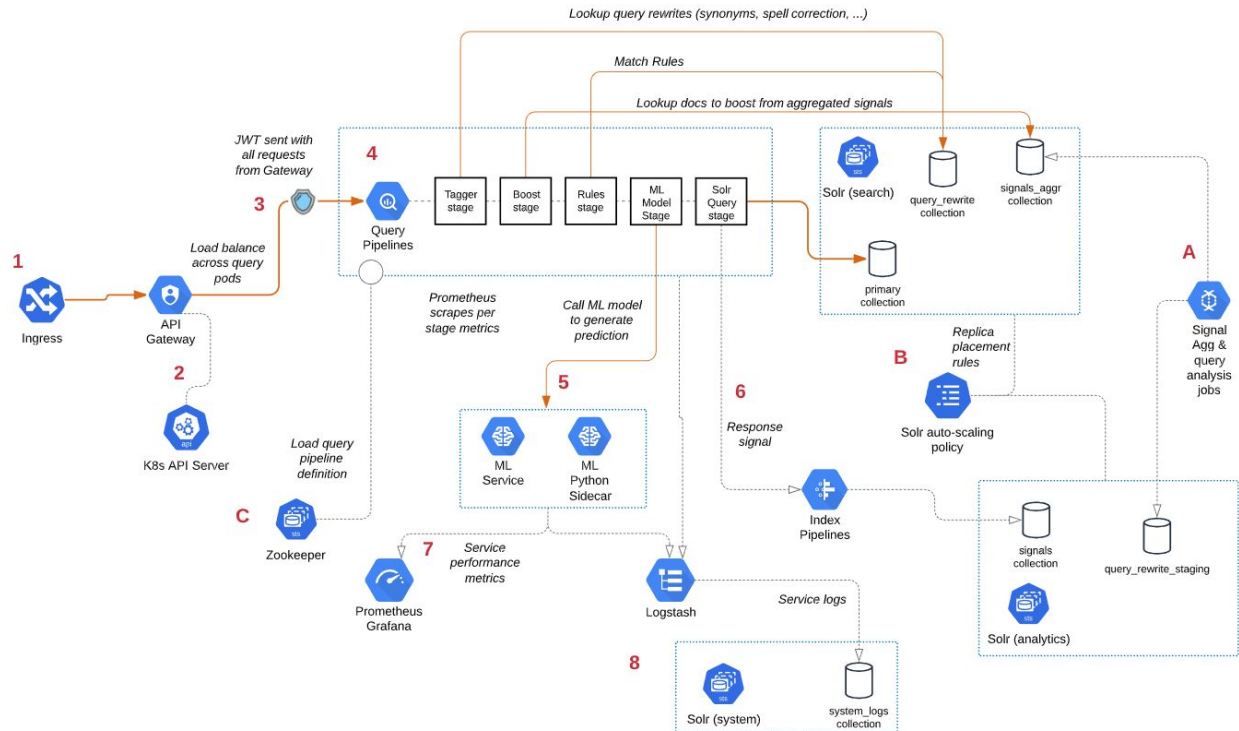 Lookup query rewrites (synonyms, spell correction, ...)
Match Rules
Lookup docs to boost from aggregated signals
JWT sent with
all requests
from Gateway
3
4
Query
Pipelines
Tagger
stage
Boost
stage
Rules
stage
ML
Model
Stage
Solr
Query
stage
Solr (search)
query_rewrite
collection
signals_aggr
collection
primary
collection
1
Ingress
Load balance
across query
pods
API
Gateway
2
api
K8s API Server
Prometheus
scrapes per
stage metrics
Call ML model
to generate
prediction
5
ML
Service
ML
Python
Sidecar
6
Response
signal
Replica
placement
rules
B
Solr auto-scaling
policy
A
Signal
Agg &
query
analysis
jobs
Load query
pipeline
definition
C
Zookeeper
7
Service
performance
metrics
Prometheus
Grafana
Logstash
Service logs
Index
Pipelines
signals
collection
query_rewrite_staging
Solr (analytics)
8
Solr (system)
system_logs
collection